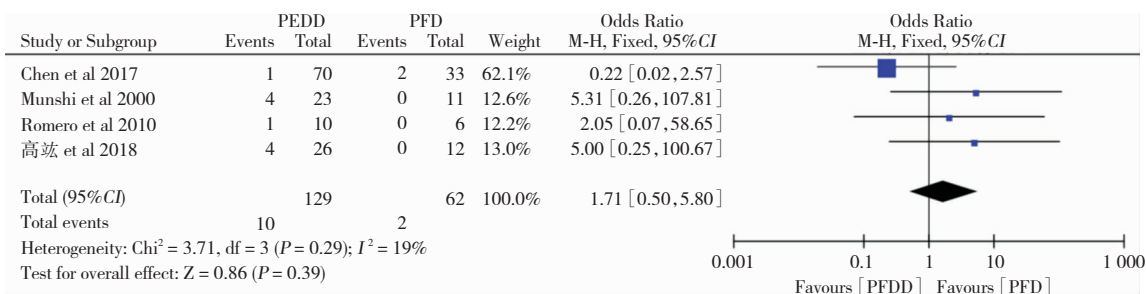 PEDD PFD Odds Ratio Odds Ratio
Study or Subgroup Events Total Events Total Weight M-H, Fixed, 95%CI M-H, Fixed, 95%CI
Chen et al 2017 1 70 2 33 62.1% 0.22 [0.02,2.57]
Munshi et al 2000 4 23 0 11 12.6% 5.31 [0.26,107.81]
Romero et al 2010 1 10 0 6 12.2% 2.05 [0.07,58.65]
高竑 et al 2018 4 26 0 12 13.0% 5.00 [0.25,100.67]
Total (95%CI) 129 62 100.0% 1.71 [0.50,5.80]
Total events 10 2
Heterogeneity: Chi² = 3.71, df = 3 (P = 0.29); I² = 19%
Test for overall effect: Z = 0.86 (P = 0.39)
0.001 0.1 1 10 1 000
Favours [PFDD] Favours [PFD]